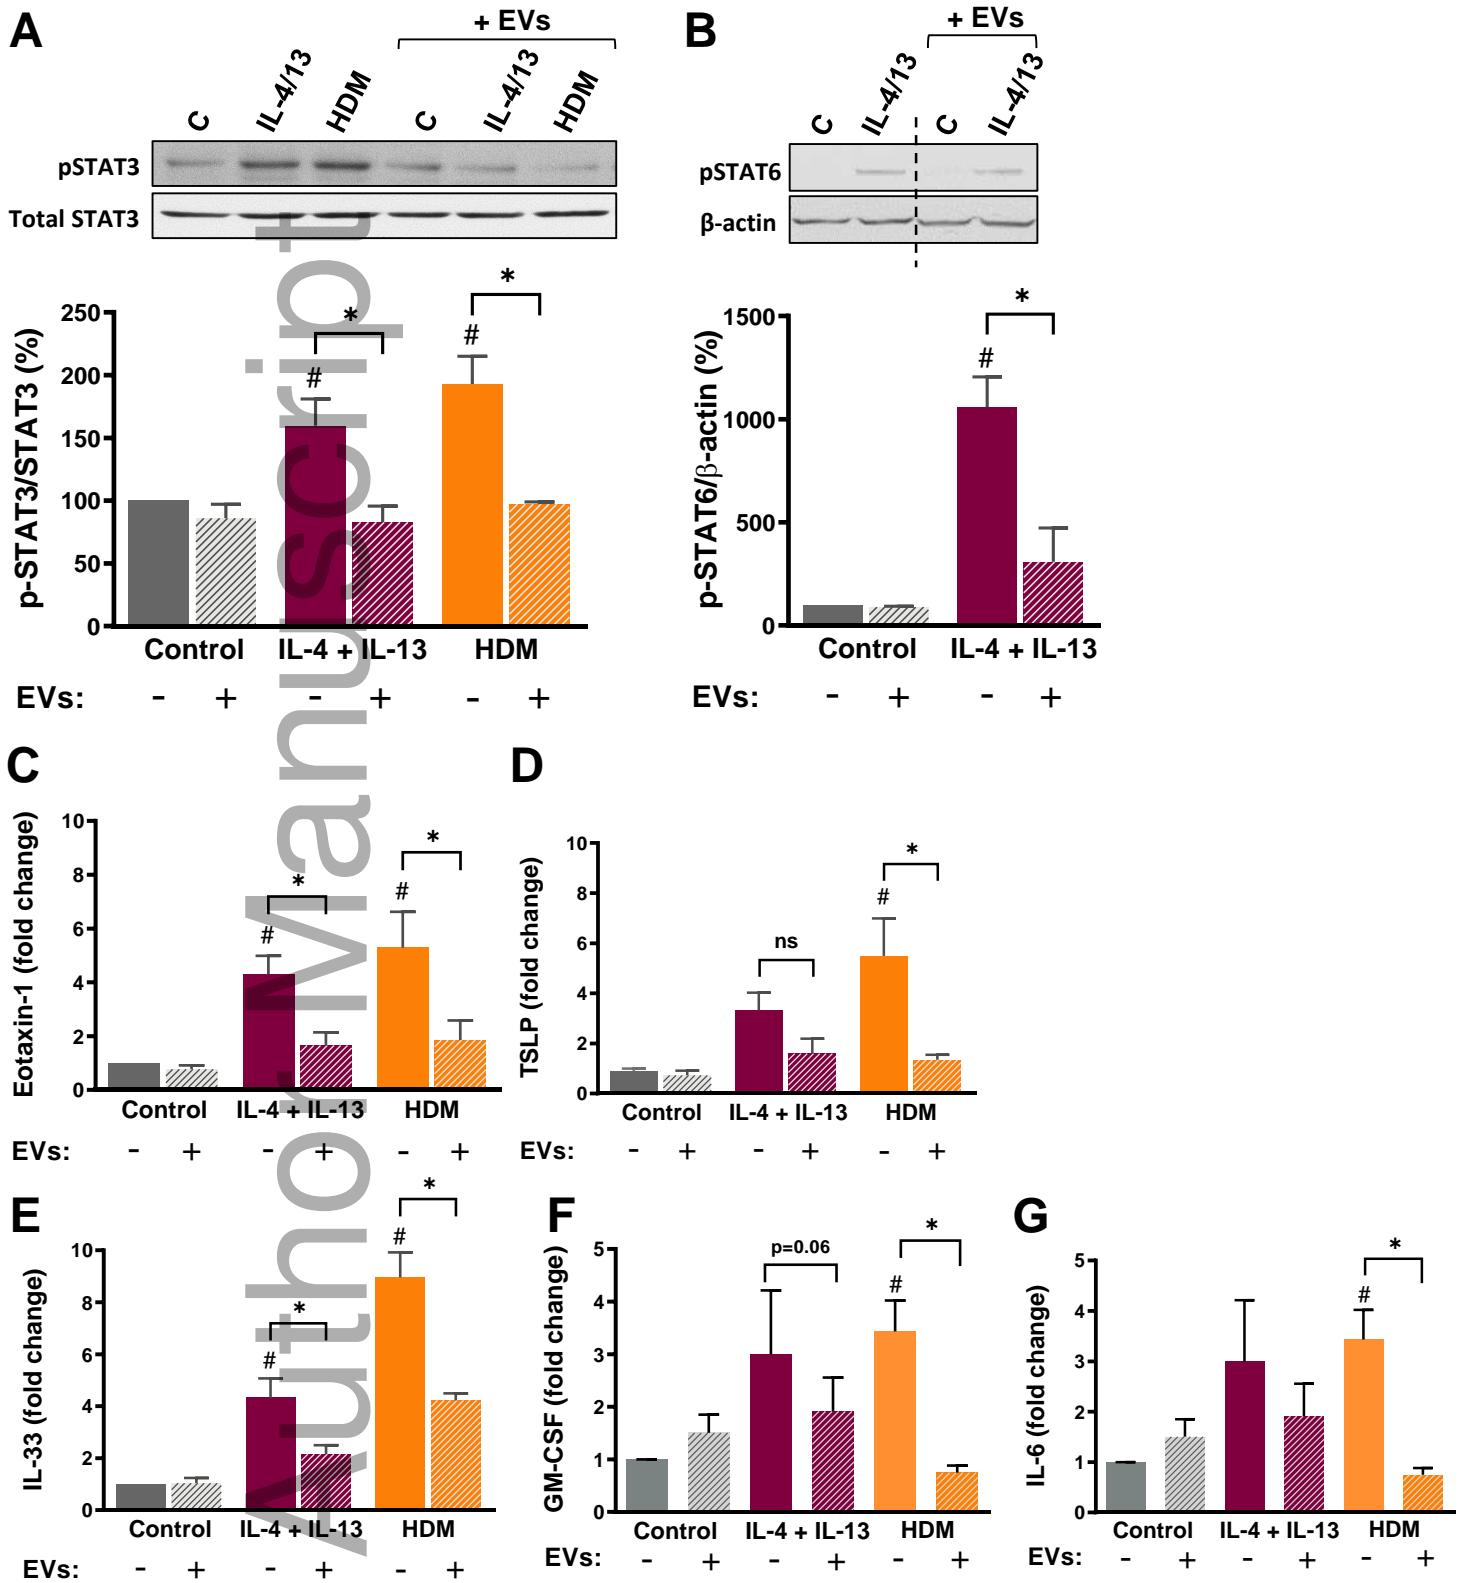 A
+ EVs
C
IL-4/13
HDM
C
IL-4/13
HDM
pSTAT3
Total STAT3
p-STAT3/STAT3 (%)
250
200
150
100
50
0
#
*
#
*
Control
IL-4 + IL-13
HDM
EVs:
- + - + - +
B
+ EVs
C
IL-4/13
C
IL-4/13
pSTAT6
β-actin
p-STAT6/β-actin (%)
1500
1000
500
0
#
*
Control
IL-4 + IL-13
EVs:
- + - +
C
Eotaxin-1 (fold change)
10
8
6
4
2
0
#
*
#
*
Control
IL-4 + IL-13
HDM
EVs:
- + - + - +
D
TSLP (fold change)
10
8
6
4
2
0
ns
#
*
Control
IL-4 + IL-13
HDM
EVs:
- + - + - +
E
IL-33 (fold change)
10
8
6
4
2
0
#
*
#
*
Control
IL-4 + IL-13
HDM
EVs:
- + - + - +
F
GM-CSF (fold change)
5
4
3
2
1
0
p=0.06
#
*
Control
IL-4 + IL-13
HDM
EVs:
- + - + - +
G
IL-6 (fold change)
5
4
3
2
1
0
#
*
Control
IL-4 + IL-13
HDM
EVs:
- + - + - +
Author Manuscript